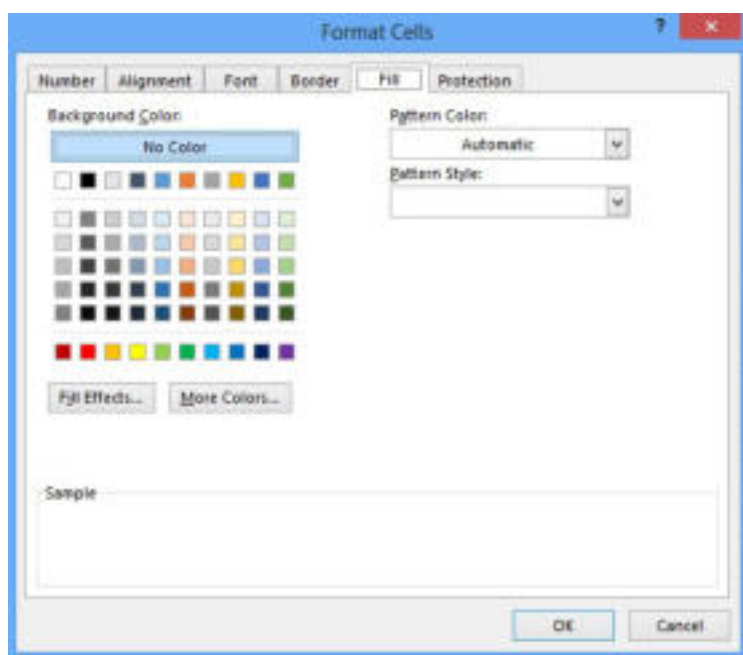 Format Cells ?
Number Alignment Font Border Fill Protection
Background Color: Pattern Color:
No Color Automatic
Pattern Style:
Fill Effects... More Colors...
Sample
OK Cancel